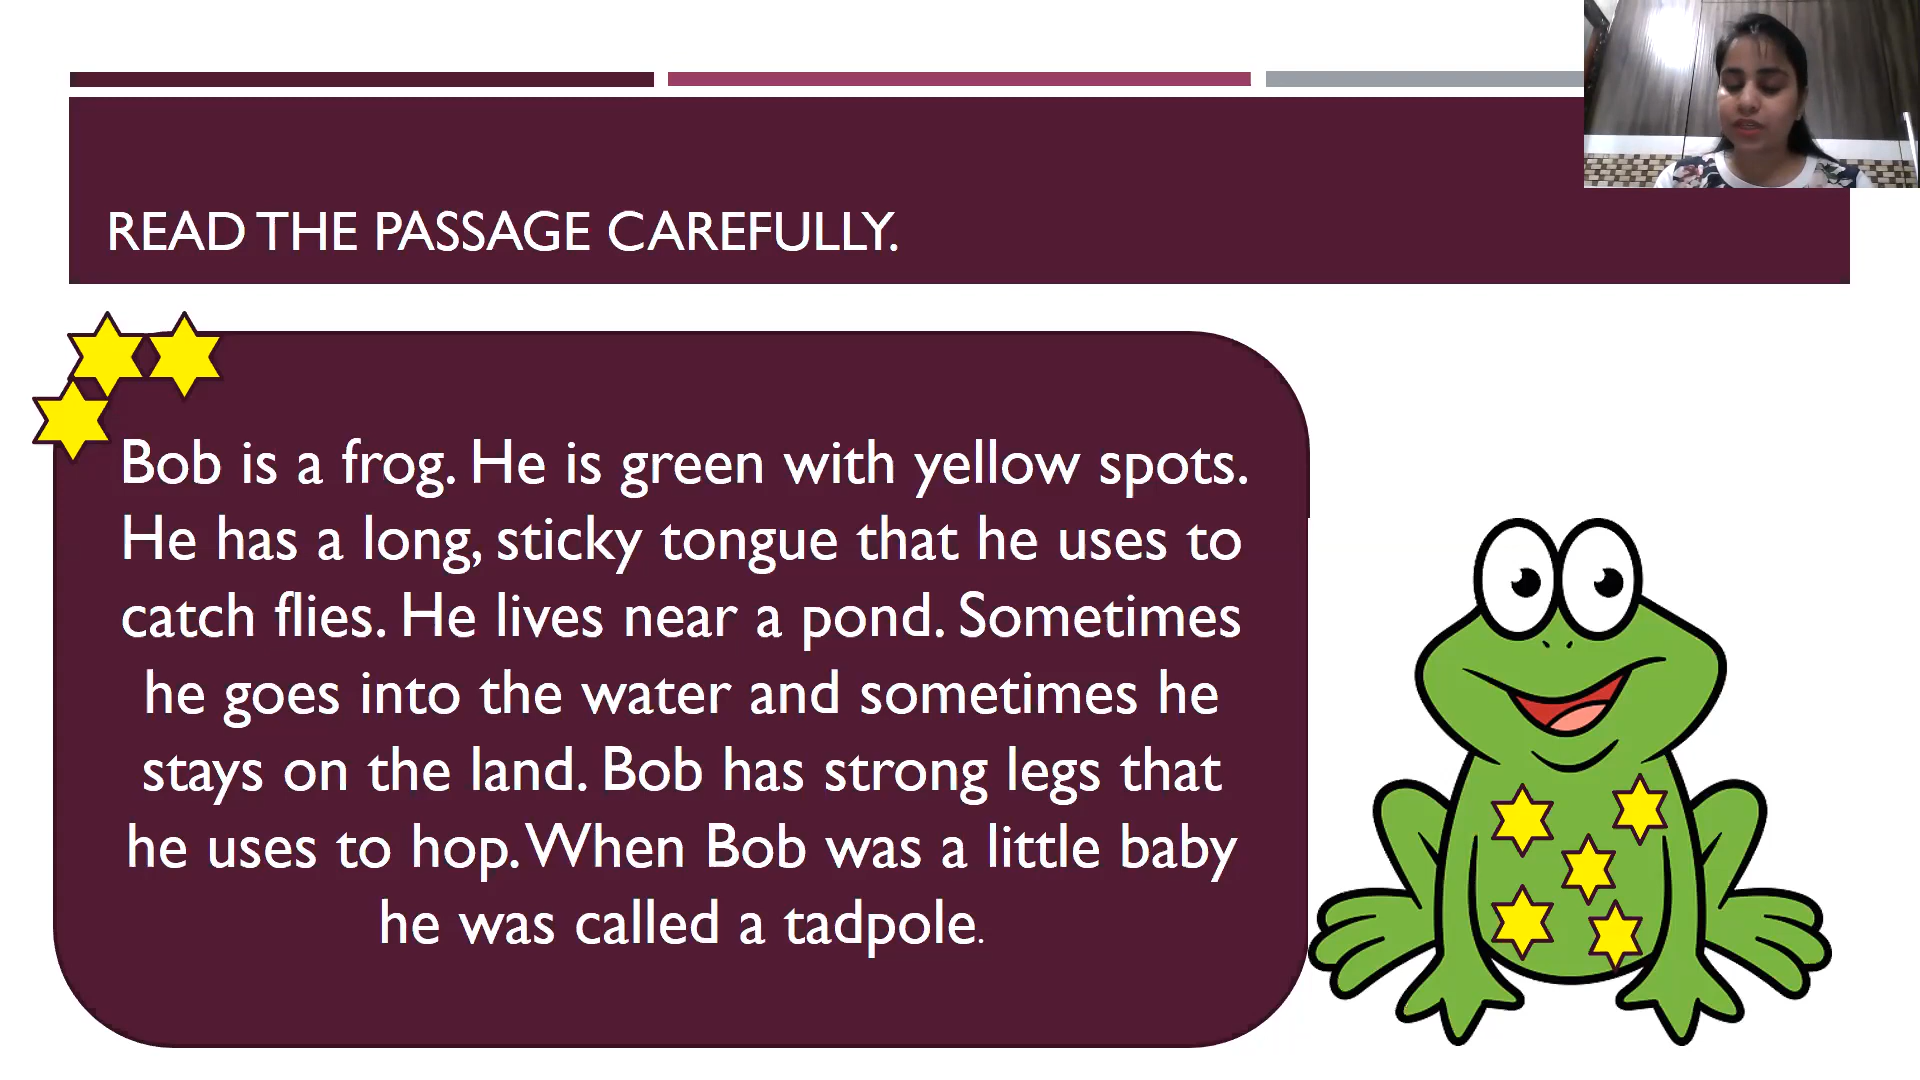 READ THE PASSAGE CAREFULLY.
Bob is a frog. He is green with yellow spots.
He has a long, sticky tongue that he uses to
catch flies. He lives near a pond. Sometimes
he goes into the water and sometimes he
stays on the land. Bob has strong legs that
he uses to hop. When Bob was a little baby
he was called a tadpole.